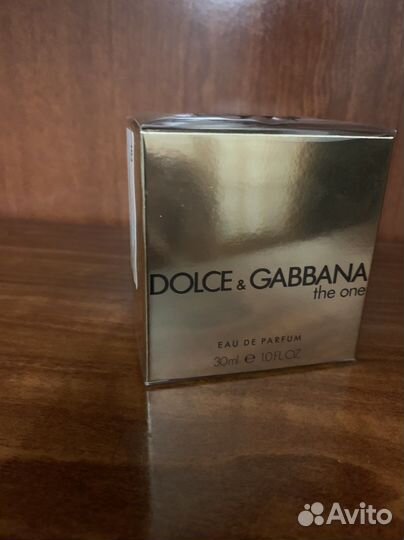 DOLCE & GABBANA
the one
EAU DE PARFUM
30ml ℮ 1.0 FL.OZ
Avito